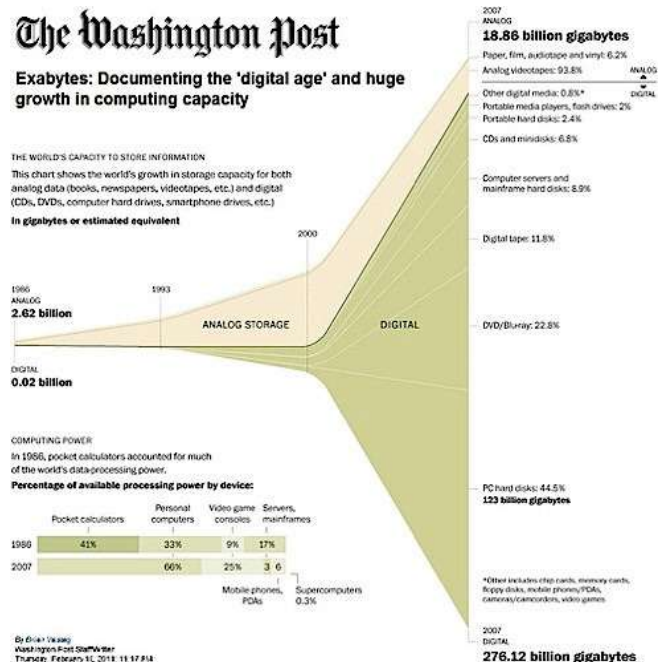 The Washington Post
Exabytes: Documenting the 'digital age' and huge
growth in computing capacity
THE WORLD'S CAPACITY TO STORE INFORMATION
This chart shows the world's growth in storage capacity for both
analog data (books, newspapers, videotapes, etc.) and digital
(CDs, DVDs, computer hard drives, smartphone drives, etc.)
In gigabytes or estimated equivalent
1986
ANALOG
2.62 billion
1993
2000
ANALOG STORAGE
DIGITAL
DIGITAL
0.02 billion
2007
ANALOG
18.86 billion gigabytes
Paper, film, audiotape and vinyl: 6.2%
Analog videotapes: 93.8%
ANALOG
DIGITAL
Other digital media: 0.8%*
Portable media players, flash drives: 2%
Portable hard disks: 2.4%
CDs and minidisks: 6.8%
Computer servers and
mainframe hard disks: 8.9%
Digital tape: 11.8%
DVD/Blu-ray: 22.8%
PC hard disks: 44.5%
123 billion gigabytes
*Other includes chip cards, memory cards,
floppy disks, mobile phones/PDAs,
cameras/camcorders, video games
2007
DIGITAL
276.12 billion gigabytes
COMPUTING POWER
In 1986, pocket calculators accounted for much
of the world's data-processing power.
Percentage of available processing power by device:
Pocket calculators
Personal
computers
Video game
consoles
Servers,
mainframes
1986 41% 33% 9% 17%
2007 66% 25% 3 6
Mobile phones,
PDAs
Supercomputers
0.3%
By Brian
Washington Post Staff Writer
Thursday, February 11:17 PM